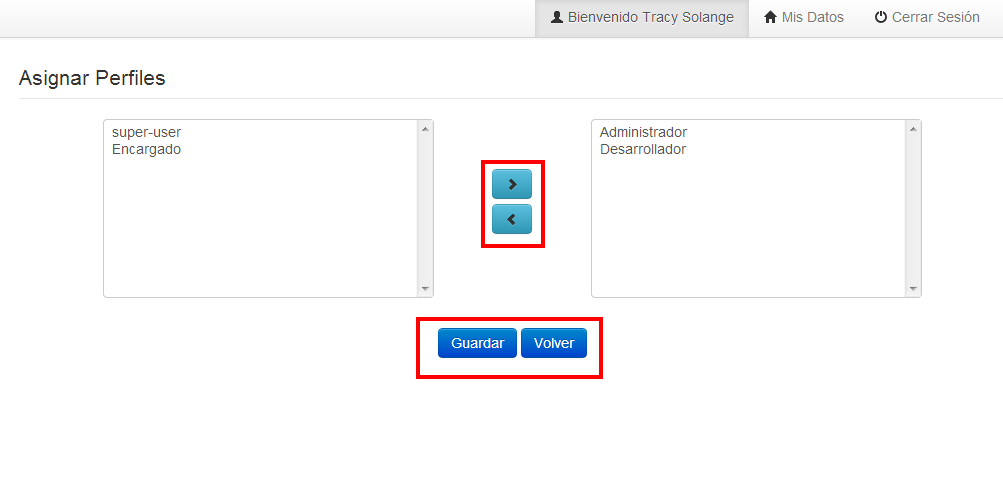 Bienvenido Tracy Solange Mis Datos Cerrar Sesión
Asignar Perfiles
super-user
Encargado
Administrador
Desarrollador
Guardar Volver